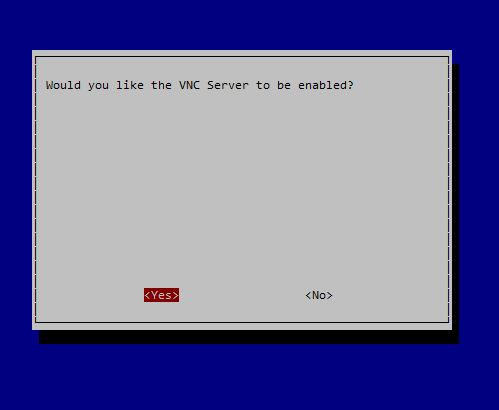 Would you like the VNC Server to be enabled?
<Yes> <No>